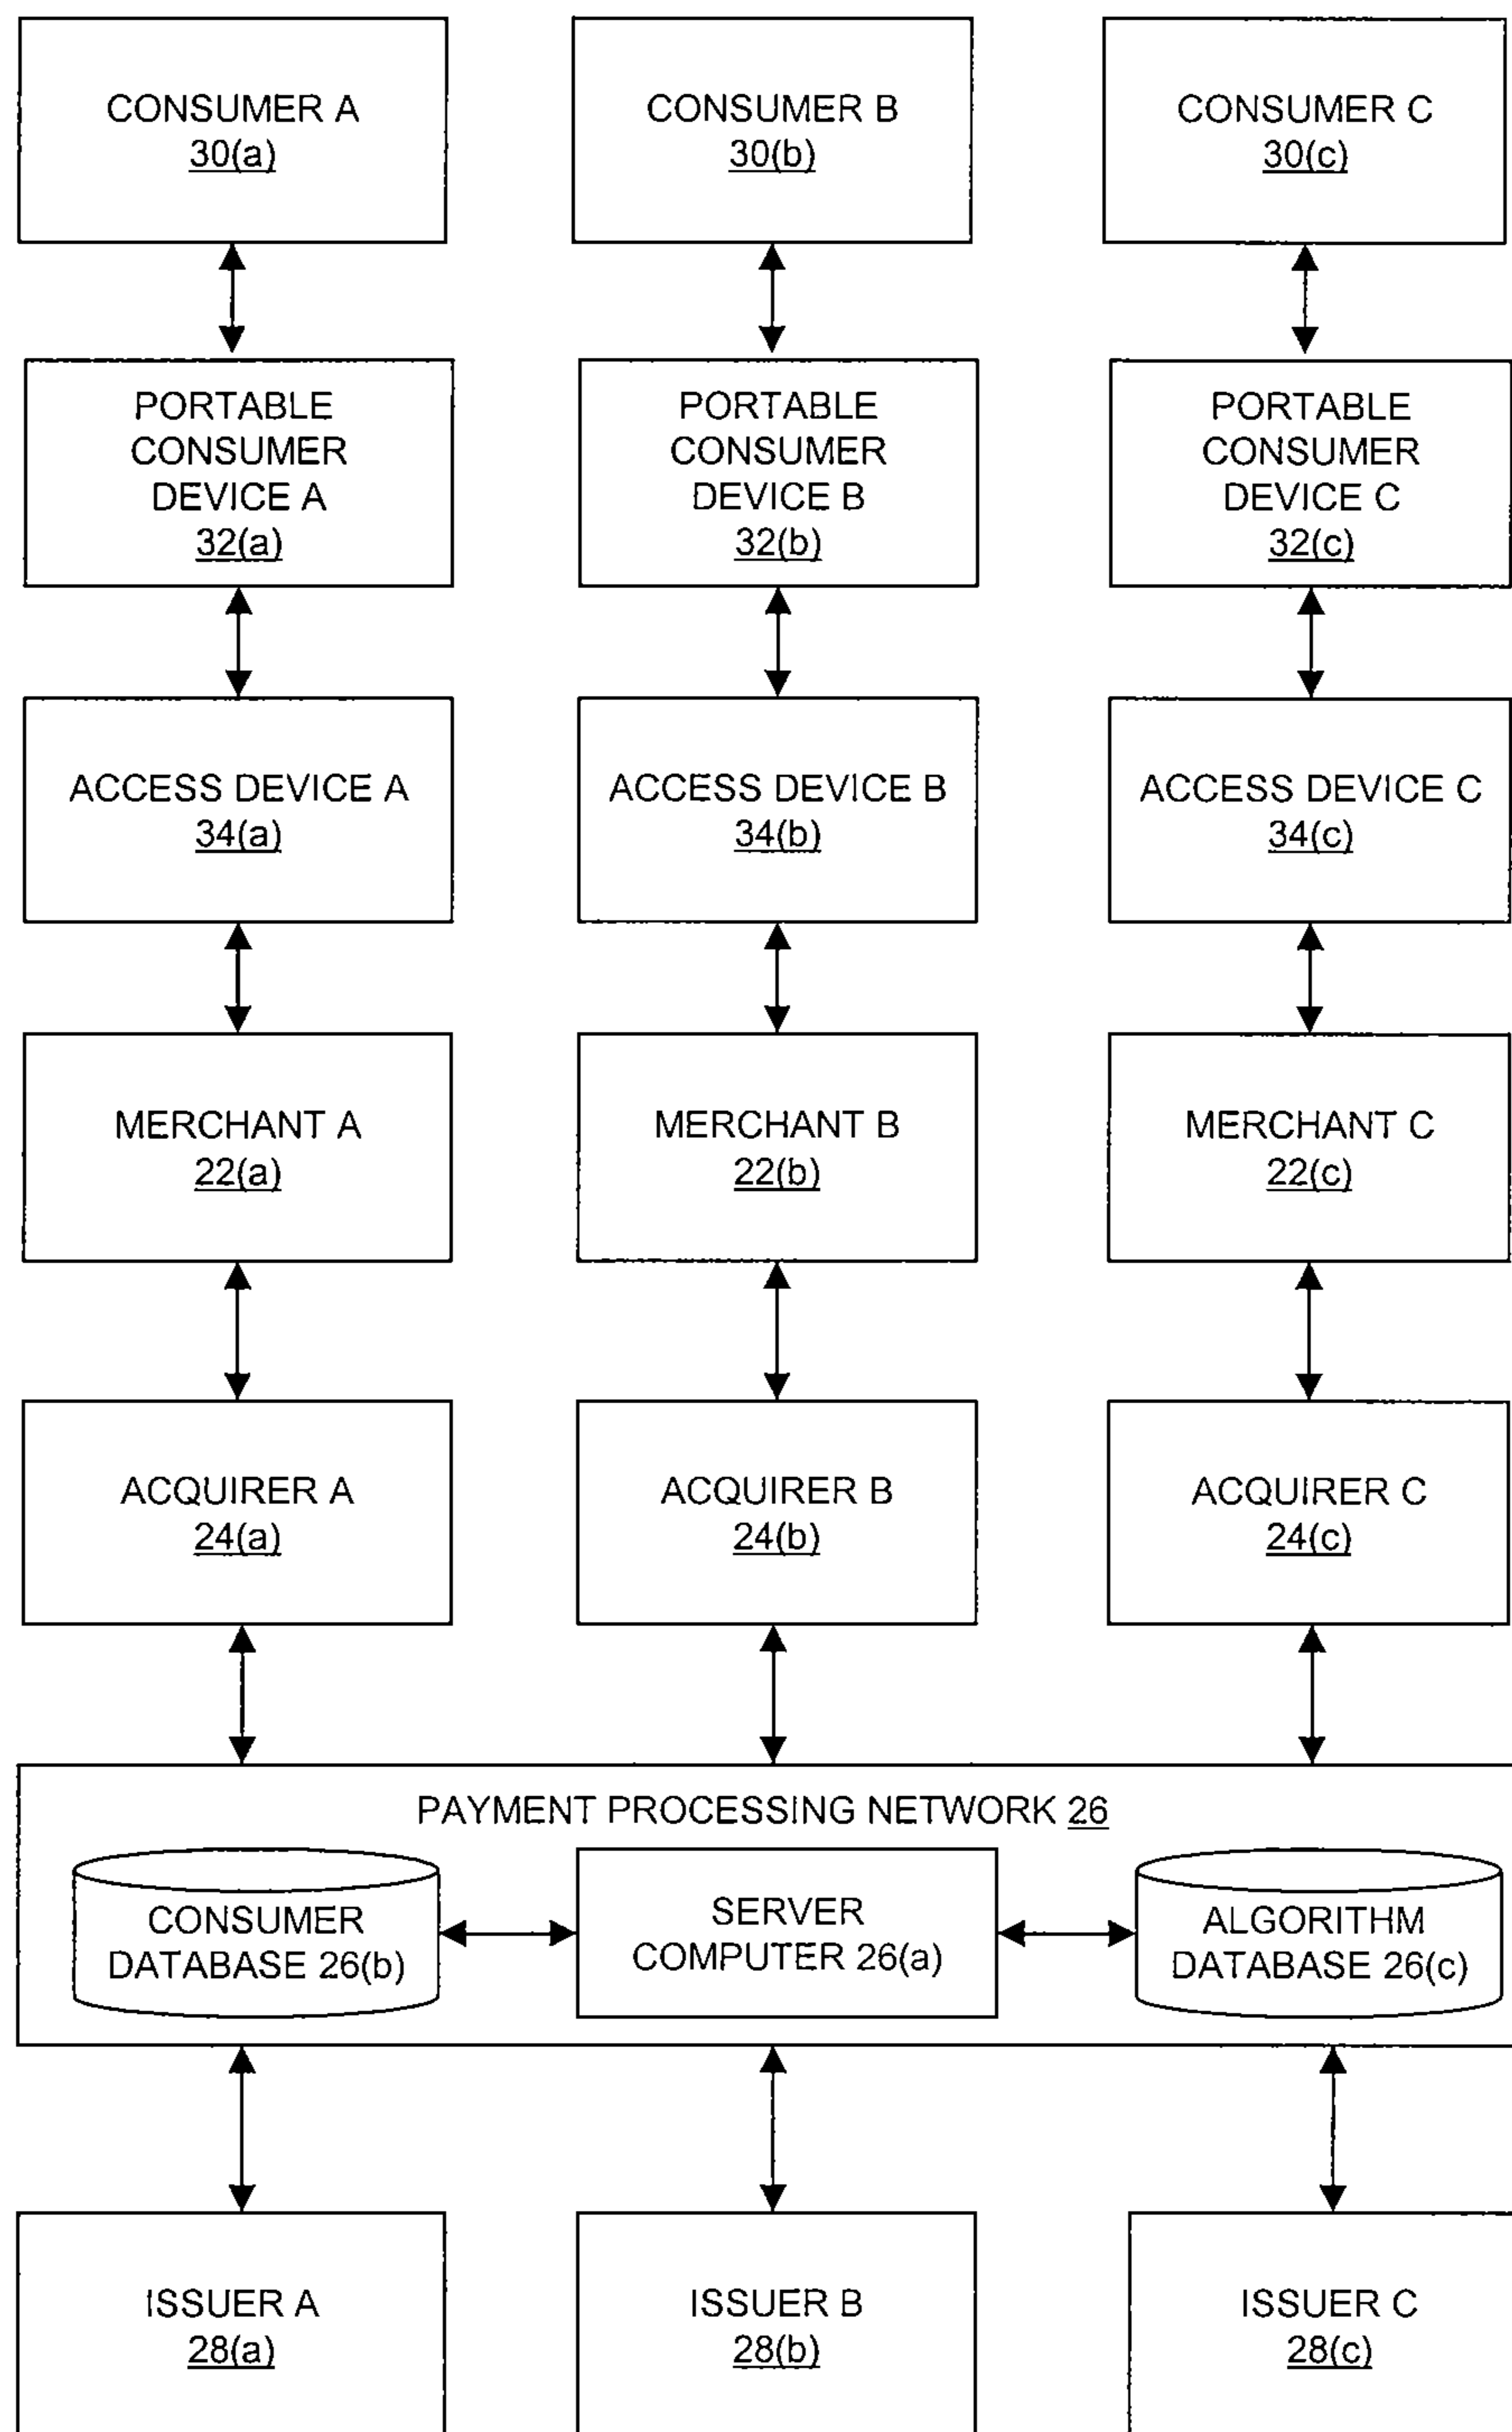 CONSUMER A
30(a)
CONSUMER B
30(b)
CONSUMER C
30(c)
PORTABLE
CONSUMER
DEVICE A
32(a)
PORTABLE
CONSUMER
DEVICE B
32(b)
PORTABLE
CONSUMER
DEVICE C
32(c)
ACCESS DEVICE A
34(a)
ACCESS DEVICE B
34(b)
ACCESS DEVICE C
34(c)
MERCHANT A
22(a)
MERCHANT B
22(b)
MERCHANT C
22(c)
ACQUIRER A
24(a)
ACQUIRER B
24(b)
ACQUIRER C
24(c)
PAYMENT PROCESSING NETWORK 26
CONSUMER
DATABASE 26(b)
SERVER
COMPUTER 26(a)
ALGORITHM
DATABASE 26(c)
ISSUER A
28(a)
ISSUER B
28(b)
ISSUER C
28(c)